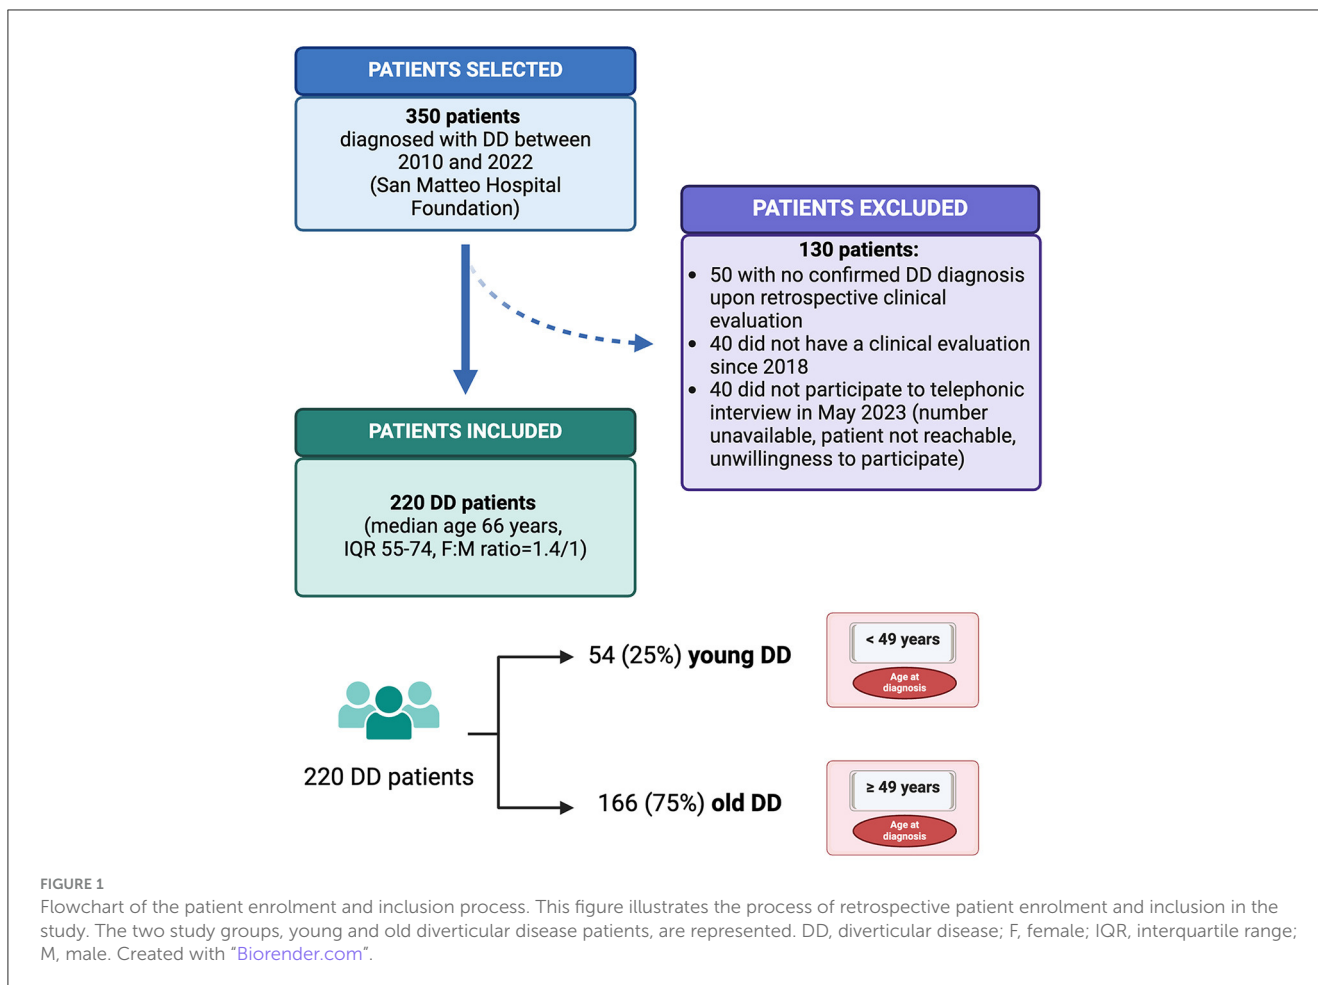 PATIENTS SELECTED
350 patients
diagnosed with DD between
2010 and 2022
(San Matteo Hospital
Foundation)
PATIENTS EXCLUDED
130 patients:
• 50 with no confirmed DD diagnosis
upon retrospective clinical
evaluation
• 40 did not have a clinical evaluation
since 2018
• 40 did not participate to telephonic
interview in May 2023 (number
unavailable, patient not reachable,
unwillingness to participate)
PATIENTS INCLUDED
220 DD patients
(median age 66 years,
IQR 55-74, F:M ratio=1.4/1)
220 DD patients
54 (25%) young DD
< 49 years
Age at
diagnosis
166 (75%) old DD
≥ 49 years
Age at
diagnosis
FIGURE 1
Flowchart of the patient enrolment and inclusion process. This figure illustrates the process of retrospective patient enrolment and inclusion in the
study. The two study groups, young and old diverticular disease patients, are represented. DD, diverticular disease; F, female; IQR, interquartile range;
M, male. Created with “Biorender.com”.